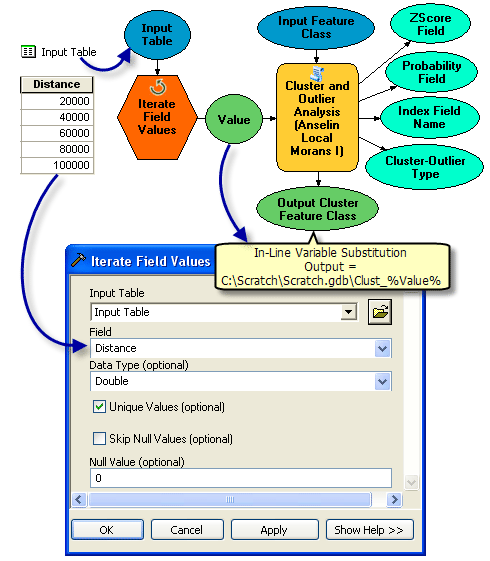 Input
Table
Input Feature
Class
ZScore
Field
Input Table
Distance
20000
40000
60000
80000
100000
Iterate
Field
Values
Value
Cluster and
Outlier
Analysis
(Anselin
Local
Morans I)
Probability
Field
Index Field
Name
Cluster-Outlier
Type
Output Cluster
Feature Class
In-Line Variable Substitution
Output =
C:\Scratch\Scratch.gdb\Clust_%Value%
Iterate Field Values
Input Table
Input Table
Field
Distance
Data Type (optional)
Double
Unique Values (optional)
Skip Null Values (optional)
Null Value (optional)
0
OK
Cancel
Apply
Show Help >>